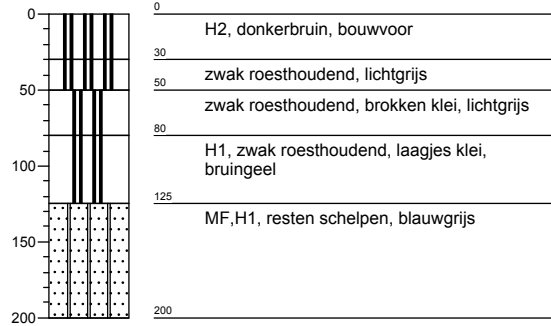 0
0
H2, donkerbruin, bouwvoor
30
zwak roesthoudend, lichtgrijs
50
50
zwak roesthoudend, brokken klei, lichtgrijs
80
H1, zwak roesthoudend, laagjes klei,
bruingeel
100
125
MF,H1, resten schelpen, blauwgrijs
150
200
200